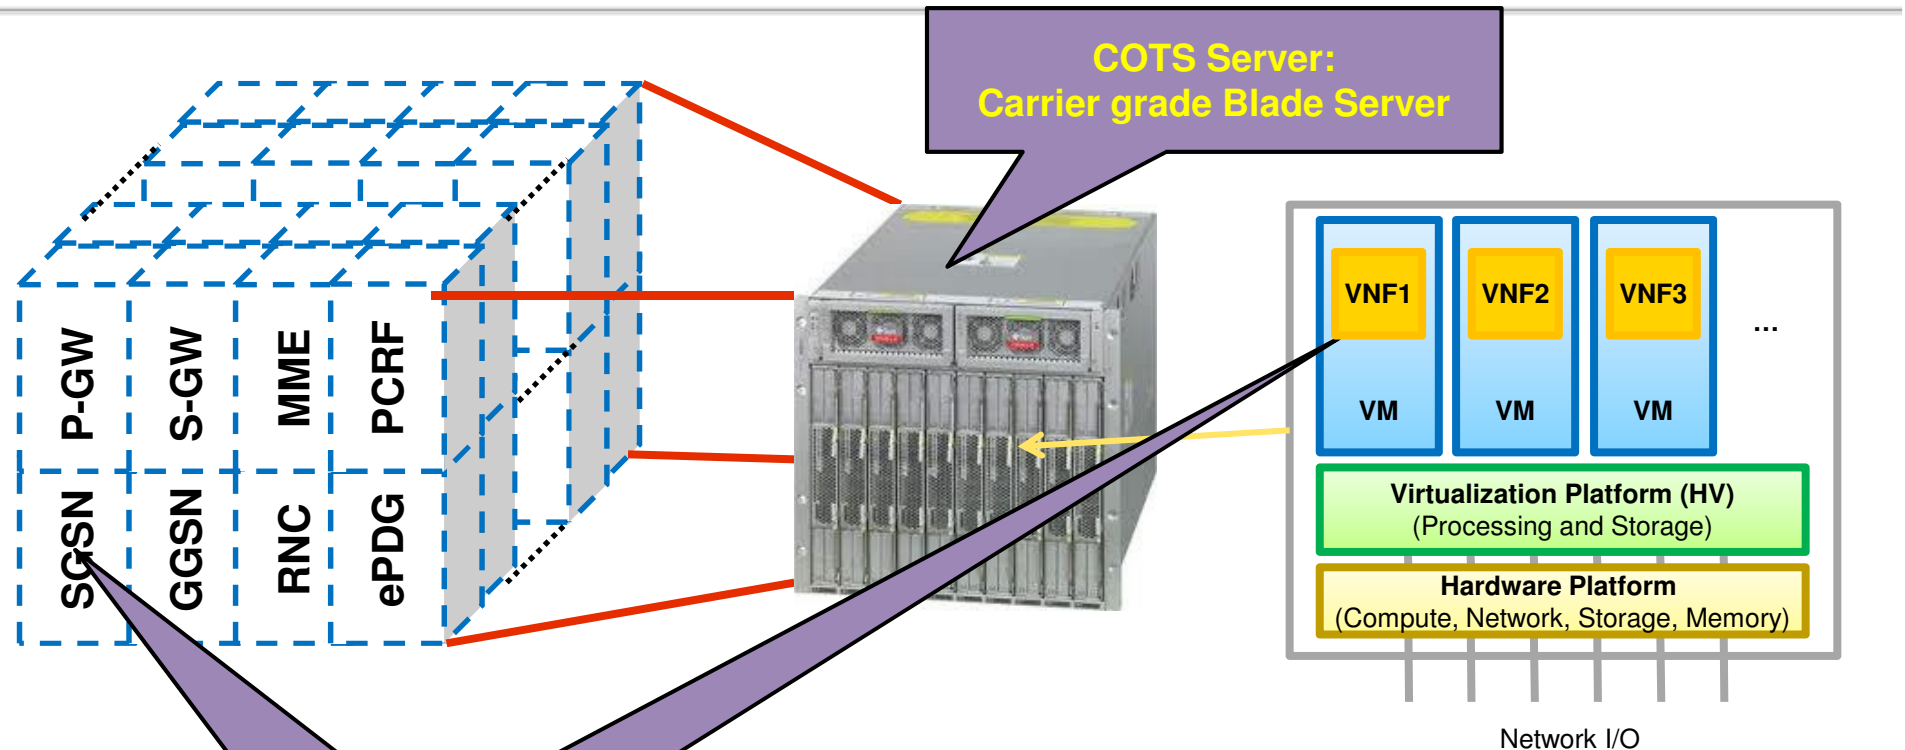 COTS Server:
Carrier grade Blade Server
P-GW
S-GW
MME
PCRF
SGSN
GGSN
RNC
ePDG
VNF1
VNF2
VNF3
...
VM
VM
VM
Virtualization Platform (HV)
(Processing and Storage)
Hardware Platform
(Compute, Network, Storage, Memory)
Network I/O